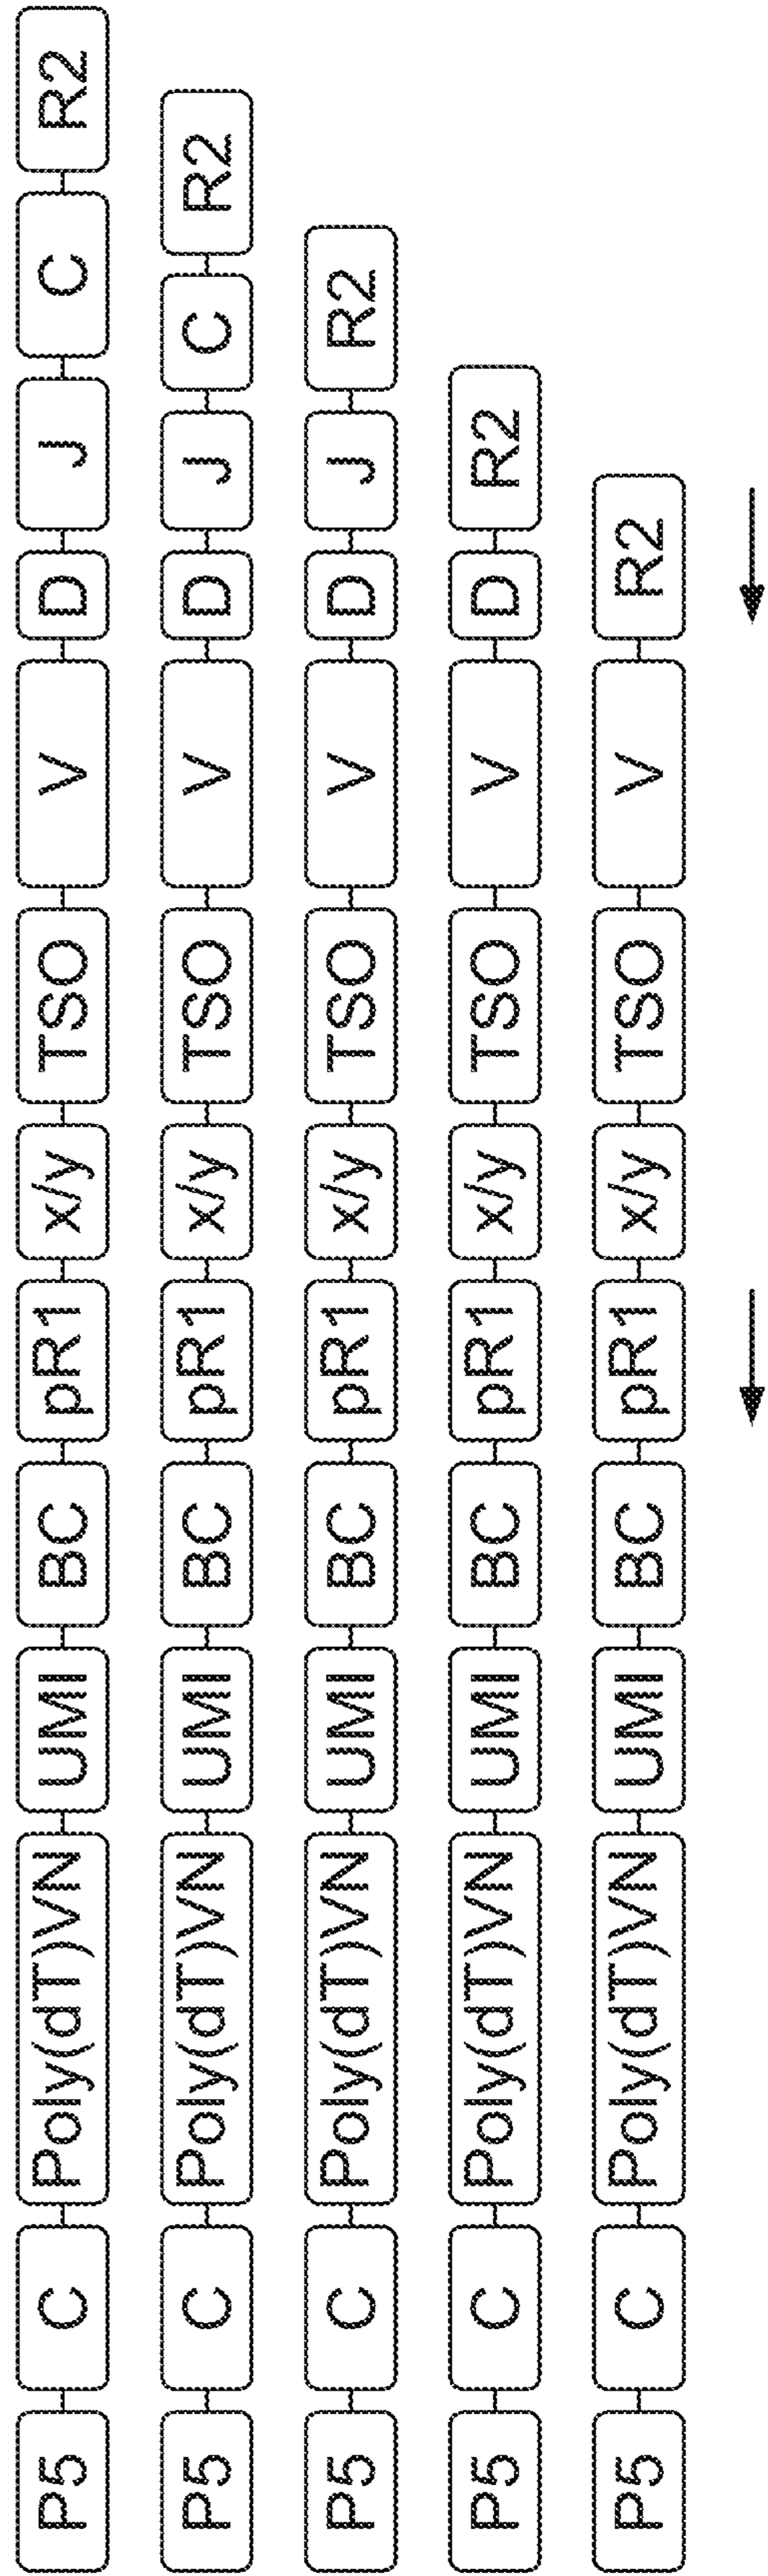 P5 C Poly(dT)VN UMI BC pR1 x/y TSO V D J C R2
P5 C Poly(dT)VN UMI BC pR1 x/y TSO V D J C R2
P5 C Poly(dT)VN UMI BC pR1 x/y TSO V D J R2
P5 C Poly(dT)VN UMI BC pR1 x/y TSO V D R2
P5 C Poly(dT)VN UMI BC pR1 x/y TSO V R2